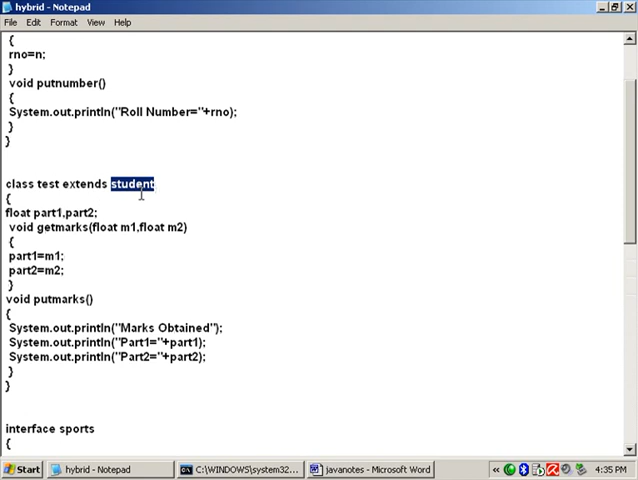 hybrid - Notepad
File Edit Format View Help
{
rno=n;
}
void putnumber()
{
System.out.println("Roll Number="+rno);
}
}
class test extends student
{
float part1,part2;
void getmarks(float m1,float m2)
{
part1=m1;
part2=m2;
}
void putmarks()
{
System.out.println("Marks Obtained");
System.out.println("Part1="+part1);
System.out.println("Part2="+part2);
}
}
interface sports
{
Start hybrid - Notepad C:\WINDOWS\system32... javanotes - Microsoft Word « 4:35 PM